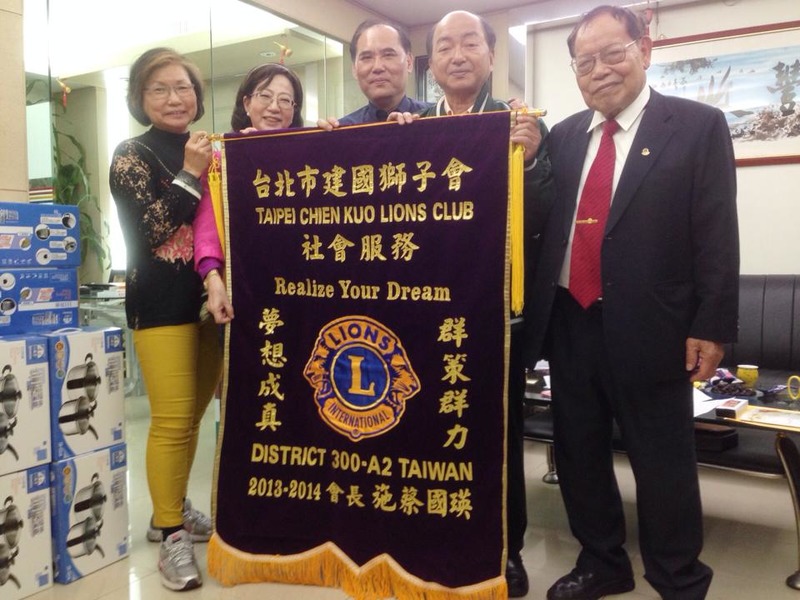 台北市建國獅子會
TAIPEI CHIEN KUO LIONS CLUB
社會服務
Realize Your Dream
夢想成真
群策群力
LIONS
L
INTERNATIONAL
DISTRICT 300-A2 TAIWAN
2013-2014 會長 施蔡國瑛